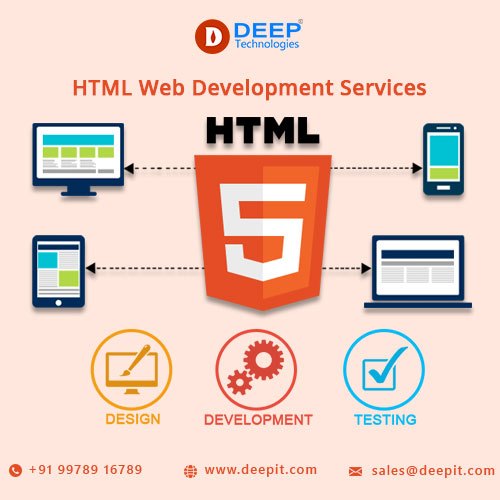 D DEEP®
Technologies
HTML Web Development Services
HTML
5
DESIGN
DEVELOPMENT
TESTING
+91 99789 16789
www.deepit.com
sales@deepit.com